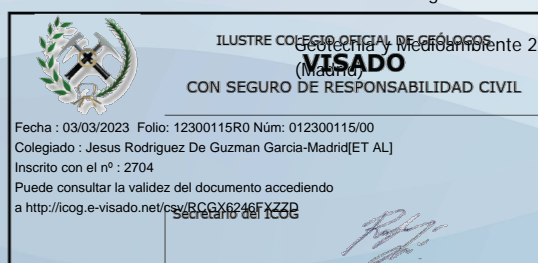 ILUSTRE COLEGIO OFICIAL DE GEÓLOGOS
Geotechia y Medioambiente 2
VISADO
(Madrid)
CON SEGURO DE RESPONSABILIDAD CIVIL
Fecha : 03/03/2023 Folio: 12300115R0 Núm: 012300115/00
Colegiado : Jesus Rodriguez De Guzman Garcia-Madrid[ET AL]
Inscrito con el nº : 2704
Puede consultar la validez del documento accediendo
a http://icog.e-visado.net/csv/RCGX6246FXZZD
Secretario del ICOG